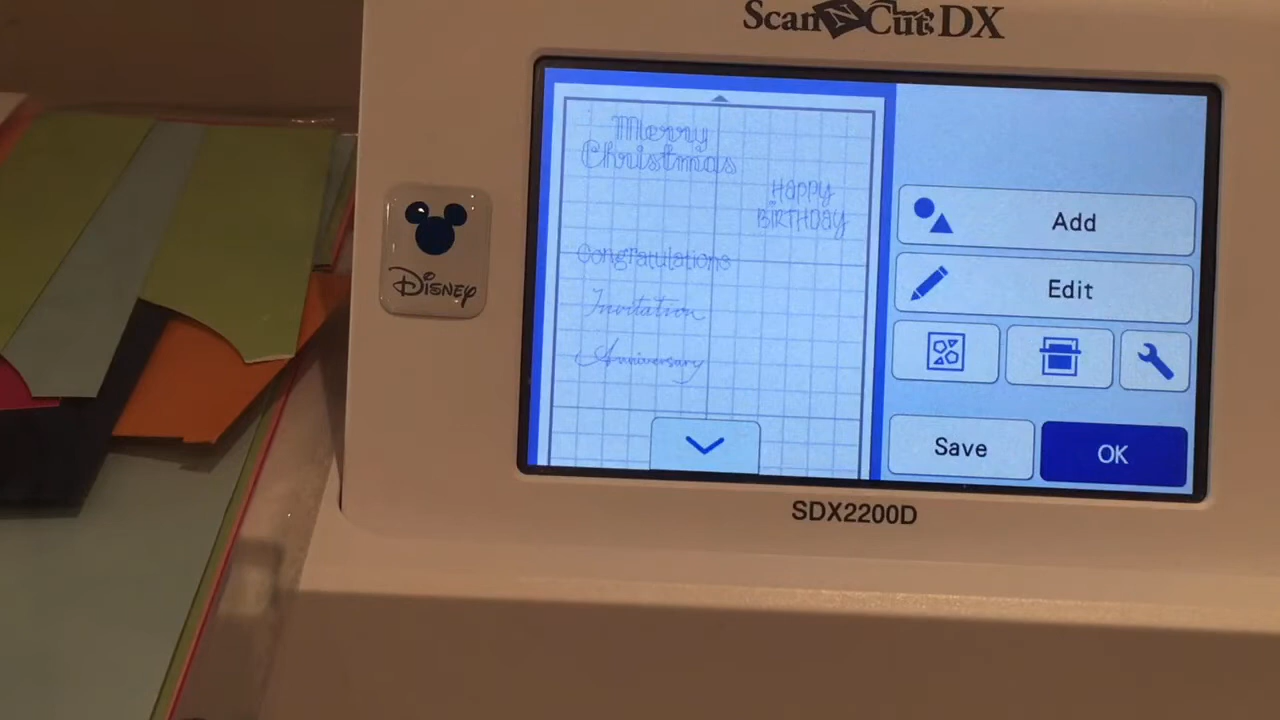 ScanNCut DX
Merry
Christmas
Happy
BIRTHDAY
Congratulations
Invitation
Anniversary
Add
Edit
Save
OK
Disney
SDX2200D